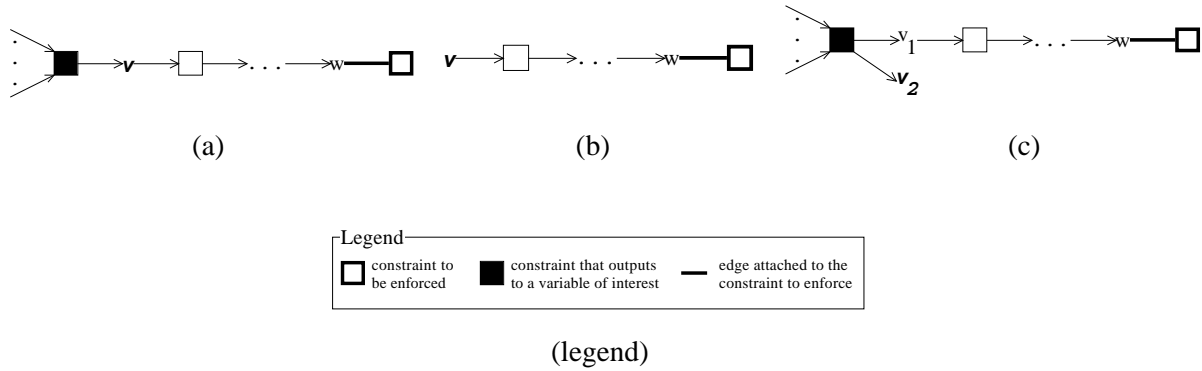 v . . . w
v . . . w
v1 . . . w
v2
(a) (b) (c)
Legend
constraint to be enforced
constraint that outputs to a variable of interest
edge attached to the constraint to enforce
(legend)